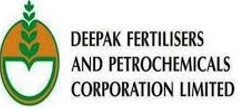 DEEPAK FERTILISERS
AND PETROCHEMICALS
CORPORATION LIMITED